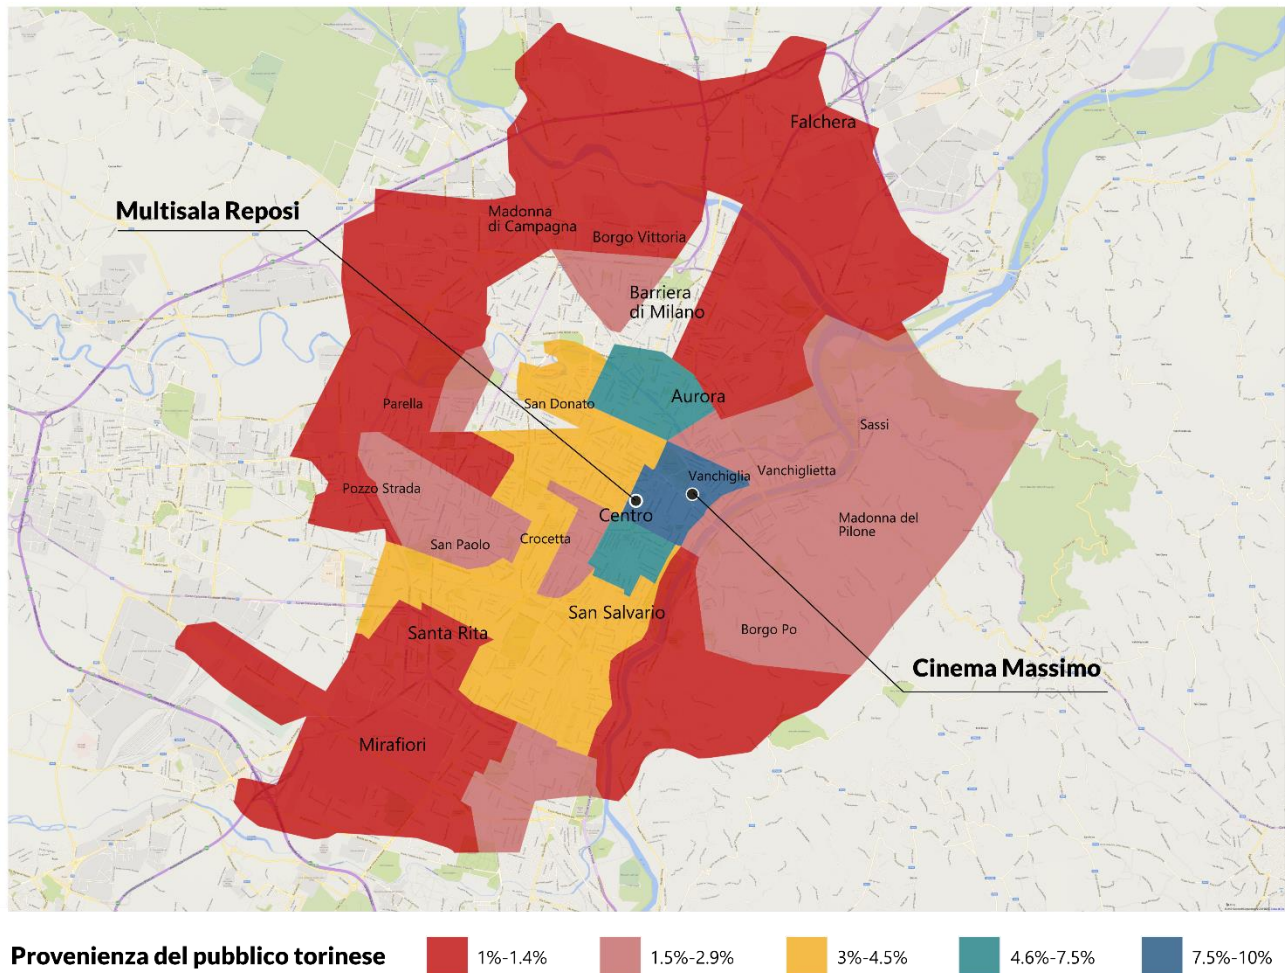 Falchera
Multisala Reposi
Madonna
di Campagna
Borgo Vittoria
Barriera
di Milano
Aurora
San Donato
Parella
Sassi
Vanchiglietta
Vanchiglia
Pozzo Strada
Centro
Madonna del
Pilone
Crocetta
San Paolo
San Salvario
Santa Rita
Borgo Po
Cinema Massimo
Mirafiori
Provenienza del pubblico torinese
1%-1.4%
1.5%-2.9%
3%-4.5%
4.6%-7.5%
7.5%-10%